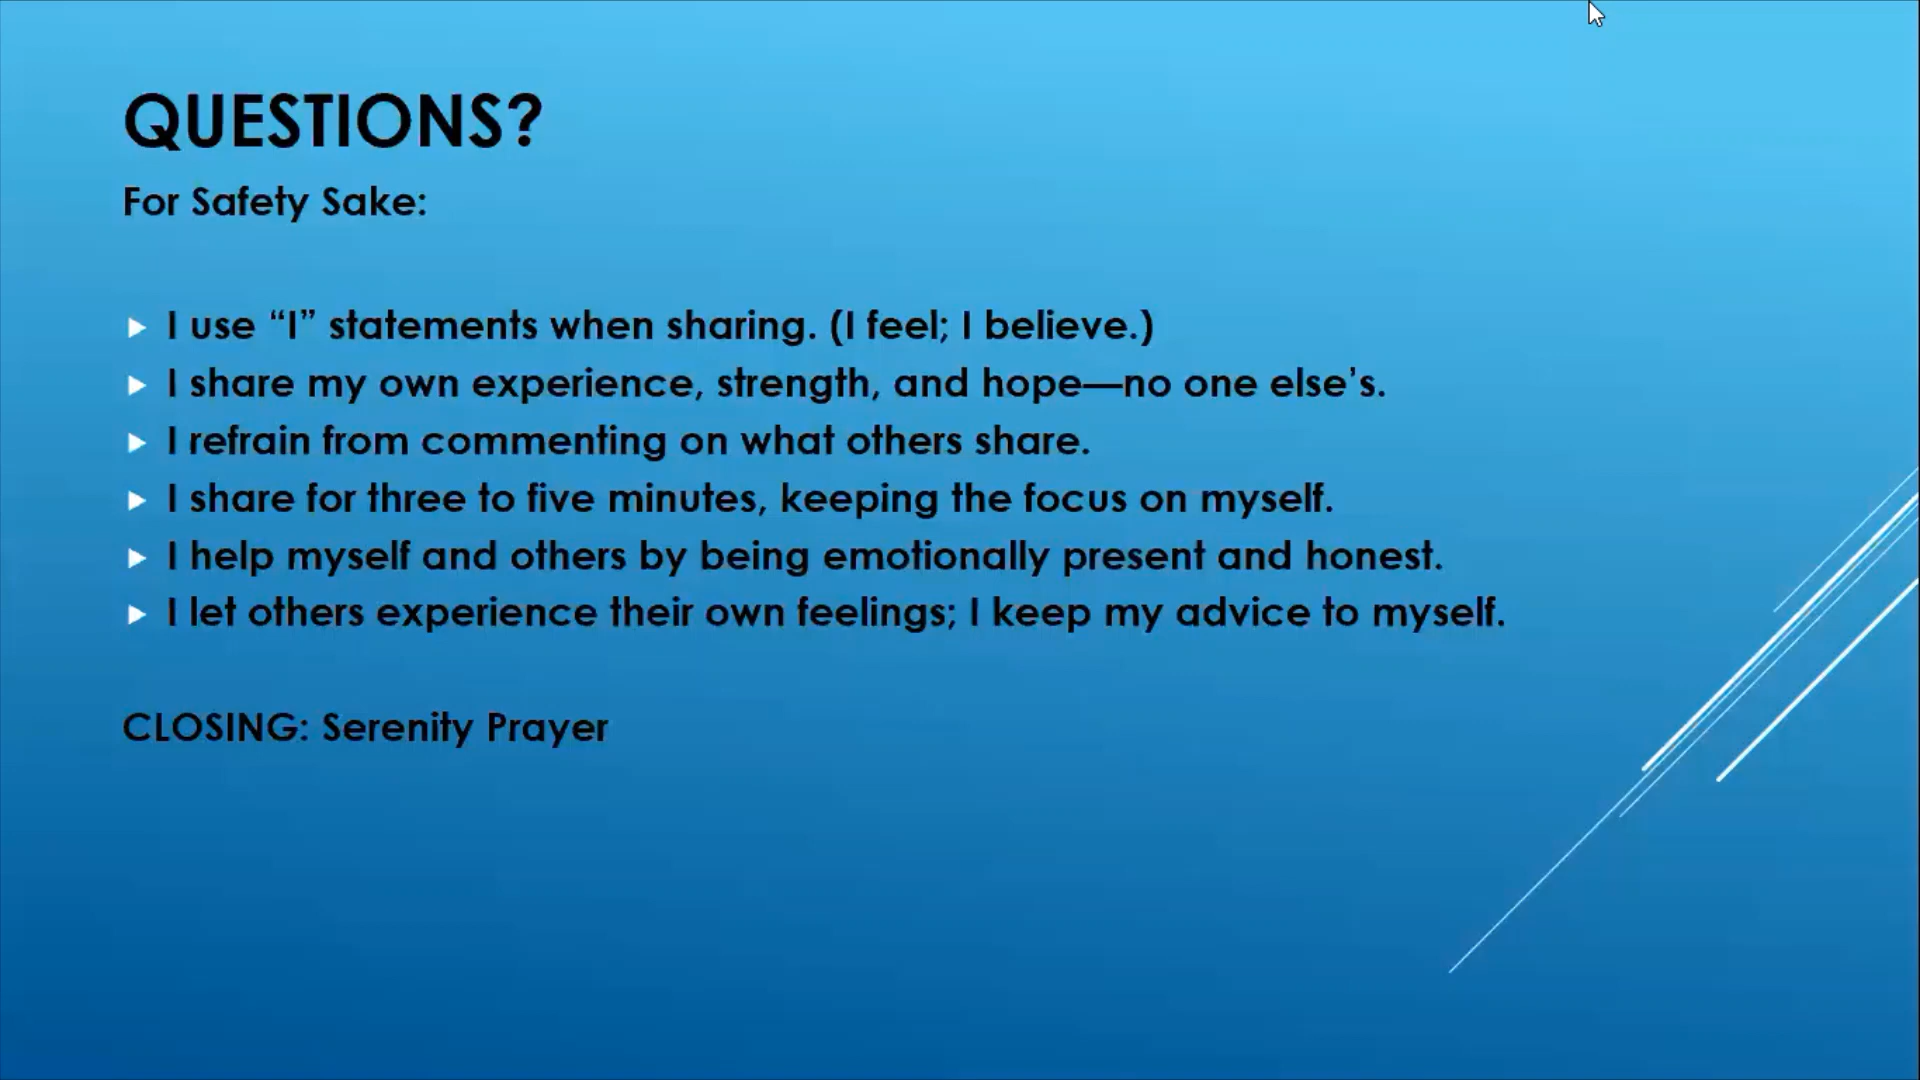 QUESTIONS?
For Safety Sake:
I use “I” statements when sharing. (I feel; I believe.)
I share my own experience, strength, and hope—no one else’s.
I refrain from commenting on what others share.
I share for three to five minutes, keeping the focus on myself.
I help myself and others by being emotionally present and honest.
I let others experience their own feelings; I keep my advice to myself.
CLOSING: Serenity Prayer